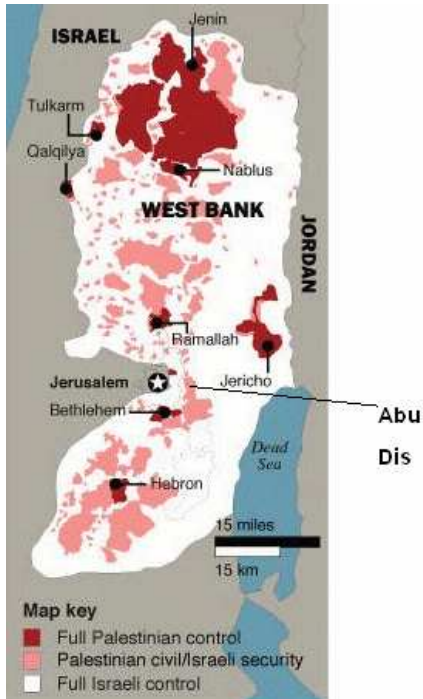 Jenin
ISRAEL
Tulkarm
Qalqilya
Nablus
WEST BANK
JORDAN
Ramallah
Jerusalem
Jericho
Abu
Bethlehem
Dis
Dead
Sea
Hebron
15 miles
15 km
Map key
Full Palestinian control
Palestinian civil/Israeli security
Full Israeli control